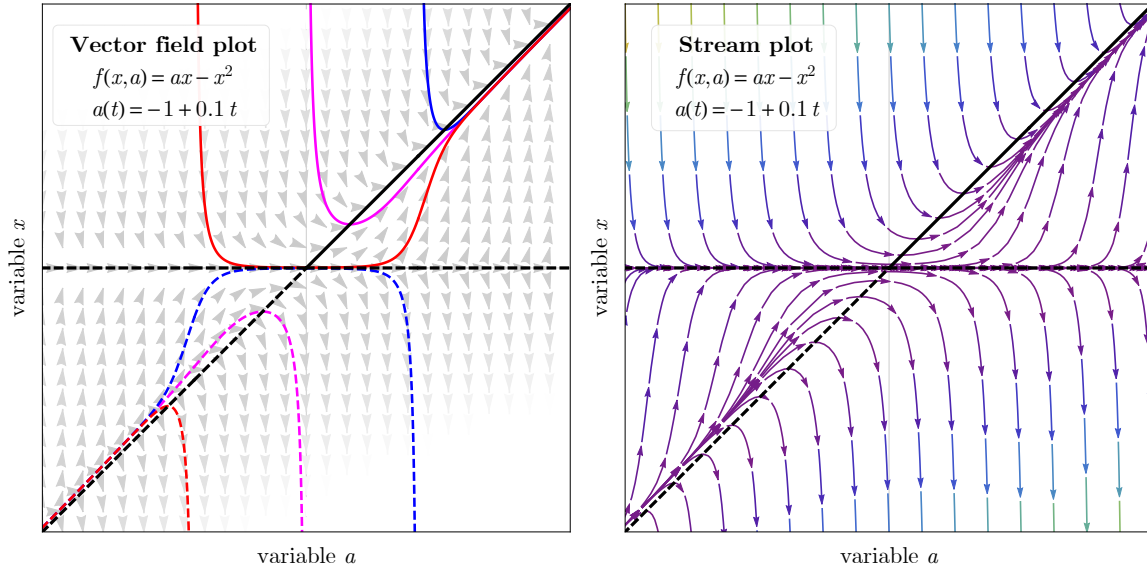 Vector field plot
f(x, a) = ax − x²
a(t) = −1 + 0.1 t
variable x
variable a
Stream plot
f(x, a) = ax − x²
a(t) = −1 + 0.1 t
variable x
variable a